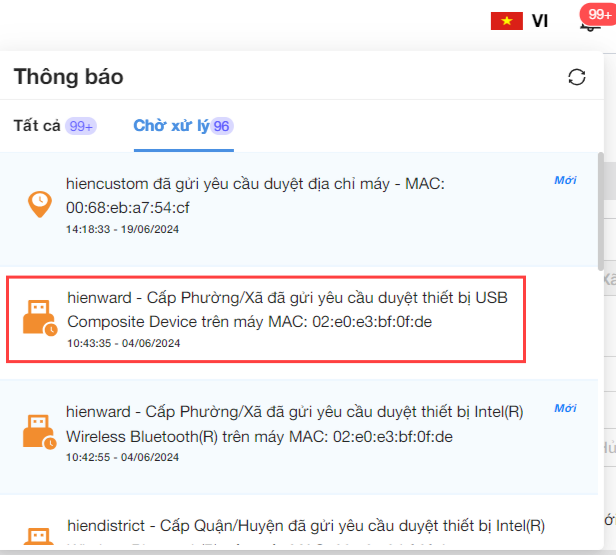 VI
99+
Thông báo
Tất cả 99+
Chờ xử lý 96
hiencustom đã gửi yêu cầu duyệt địa chỉ máy - MAC:
00:68:eb:a7:54:cf
Mới
14:18:33 - 19/06/2024
hienward - Cấp Phường/Xã đã gửi yêu cầu duyệt thiết bị USB
Composite Device trên máy MAC: 02:e0:e3:bf:0f:de
10:43:35 - 04/06/2024
hienward - Cấp Phường/Xã đã gửi yêu cầu duyệt thiết bị Intel(R)
Wireless Bluetooth(R) trên máy MAC: 02:e0:e3:bf:0f:de
Mới
10:42:55 - 04/06/2024
hiendistrict - Cấp Quận/Huyện đã gửi yêu cầu duyệt thiết bị Intel(R)